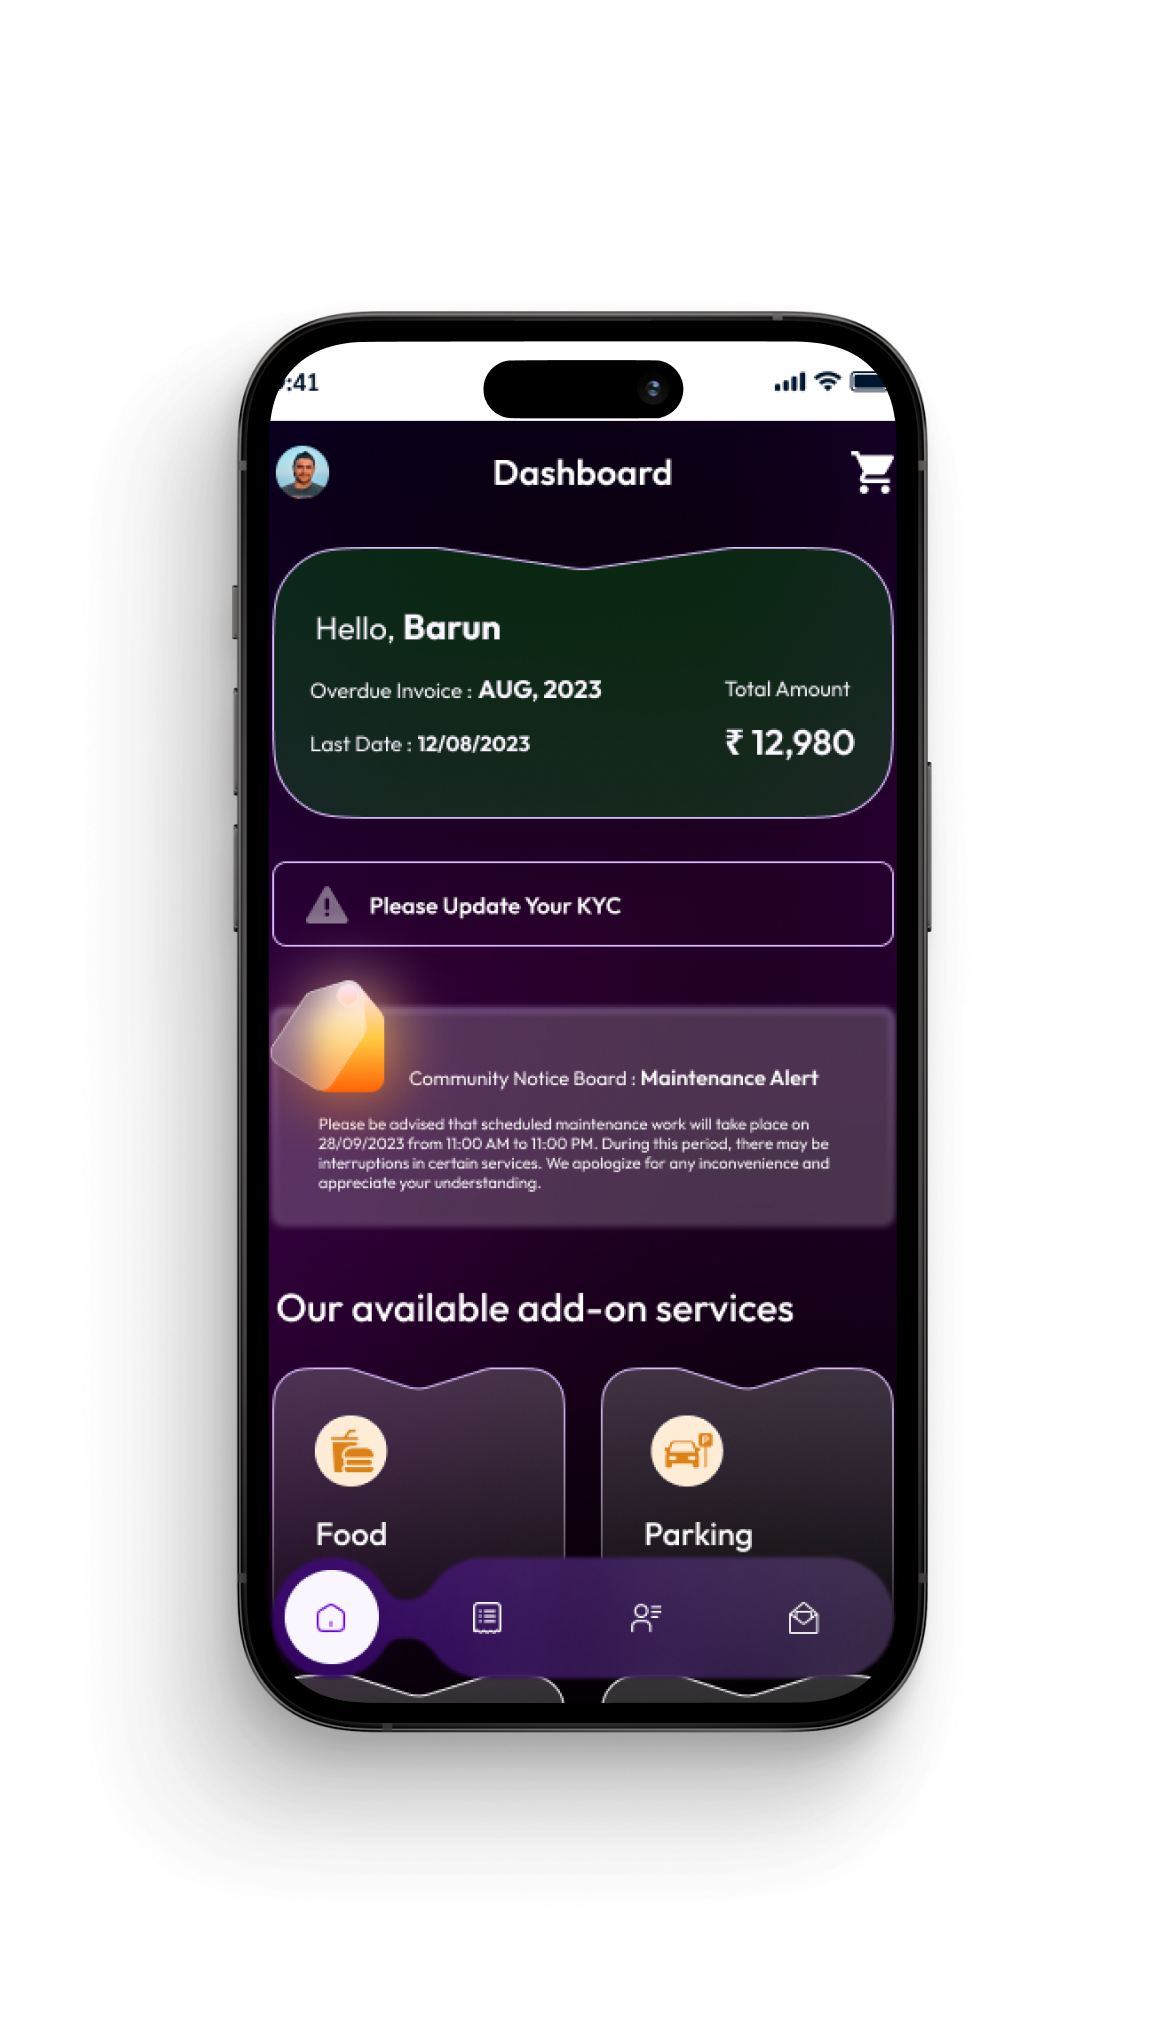 :41
Dashboard
Hello, Barun
Overdue Invoice : AUG, 2023
Total Amount
Last Date : 12/08/2023
₹ 12,980
Please Update Your KYC
Community Notice Board : Maintenance Alert
Please be advised that scheduled maintenance work will take place on
28/09/2023 from 11:00 AM to 11:00 PM. During this period, there may be
interruptions in certain services. We apologize for any inconvenience and
appreciate your understanding.
Our available add-on services
P
Food
Parking